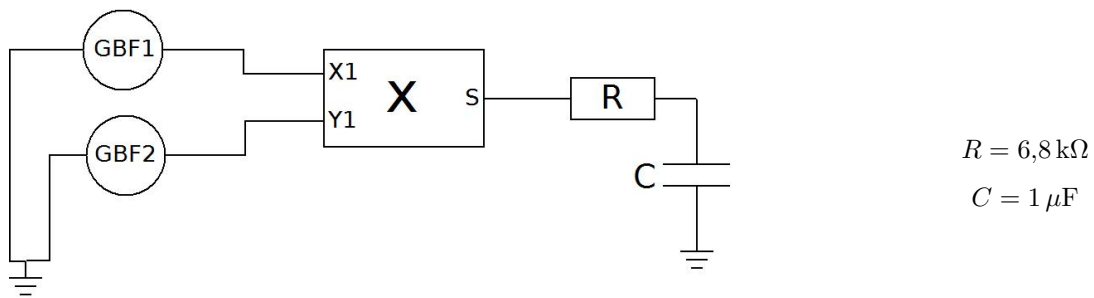 GBF1
X1
X
S
R
Y1
GBF2
R = 6,8 kΩ
C
C = 1 μF